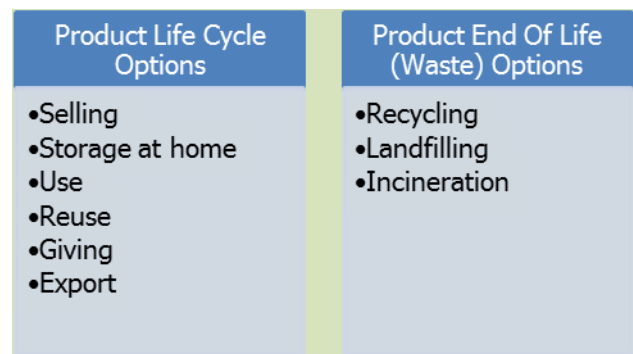 Product Life Cycle
Options
•Selling
•Storage at home
•Use
•Reuse
•Giving
•Export
Product End Of Life
(Waste) Options
•Recycling
•Landfilling
•Incineration